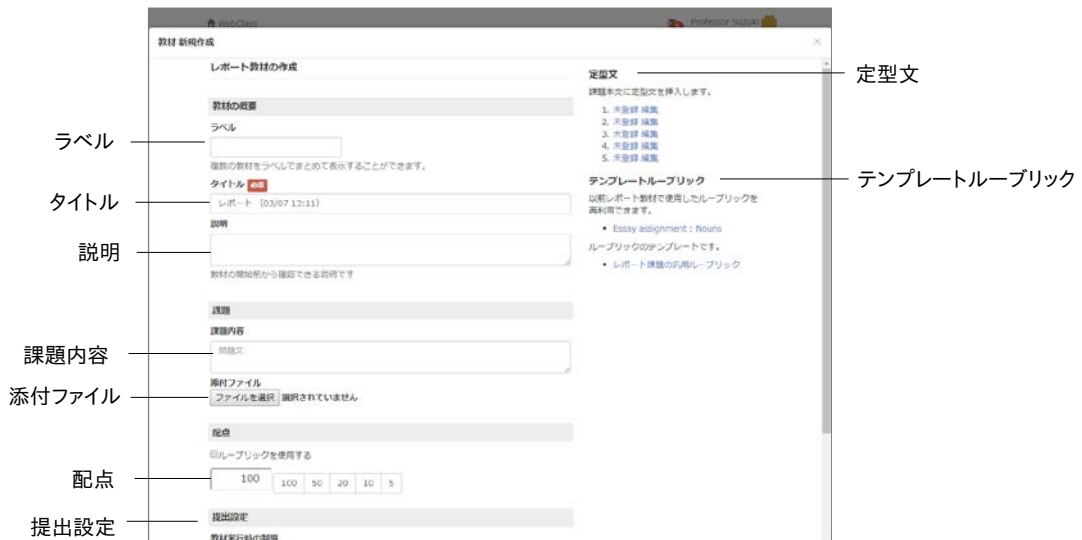 WebClass
Professor Suzuki
教材 新規作成
×
レポート教材の作成
教材の概要
ラベル
複数の教材をラベルでまとめて表示することができます。
タイトル 必須
レポート (03/07 13:11)
説明
教材の開始前から確認できる説明です
課題
課題内容
問題文
添付ファイル
ファイルを選択 選択されていません
配点
ルーブリックを使用する
100 100 50 20 10 5
提出設定
教材実行時の制限
定型文
課題本文に定型文を挿入します。
1. 未登録 編集
2. 未登録 編集
3. 未登録 編集
4. 未登録 編集
5. 未登録 編集
テンプレートルーブリック
以前レポート教材で使用したルーブリックを
再利用できます。
• Essay assignment : Nouns
ルーブリックのテンプレートです。
• レポート課題の汎用ルーブリック
ラベル
タイトル
説明
課題内容
添付ファイル
配点
提出設定
定型文
テンプレートルーブリック